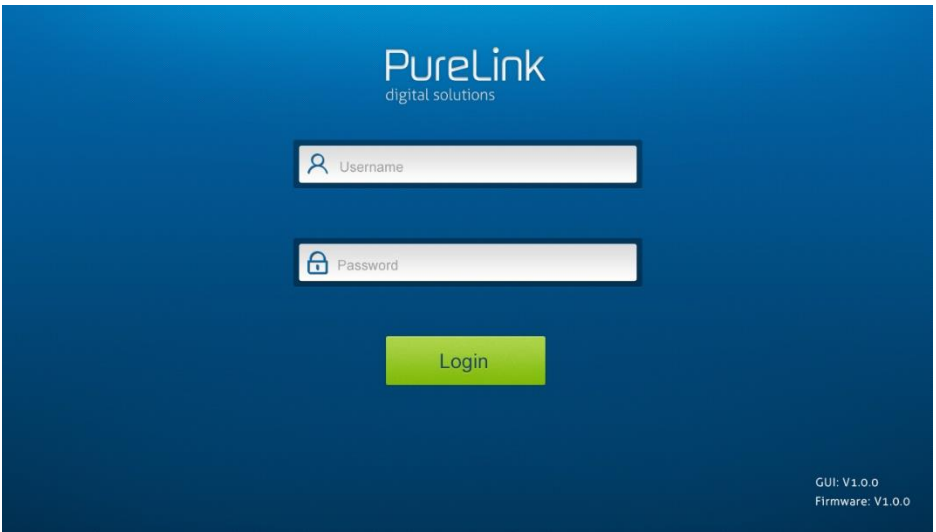 PureLink
digital solutions
Username
Password
Login
GUI: V1.0.0
Firmware: V1.0.0